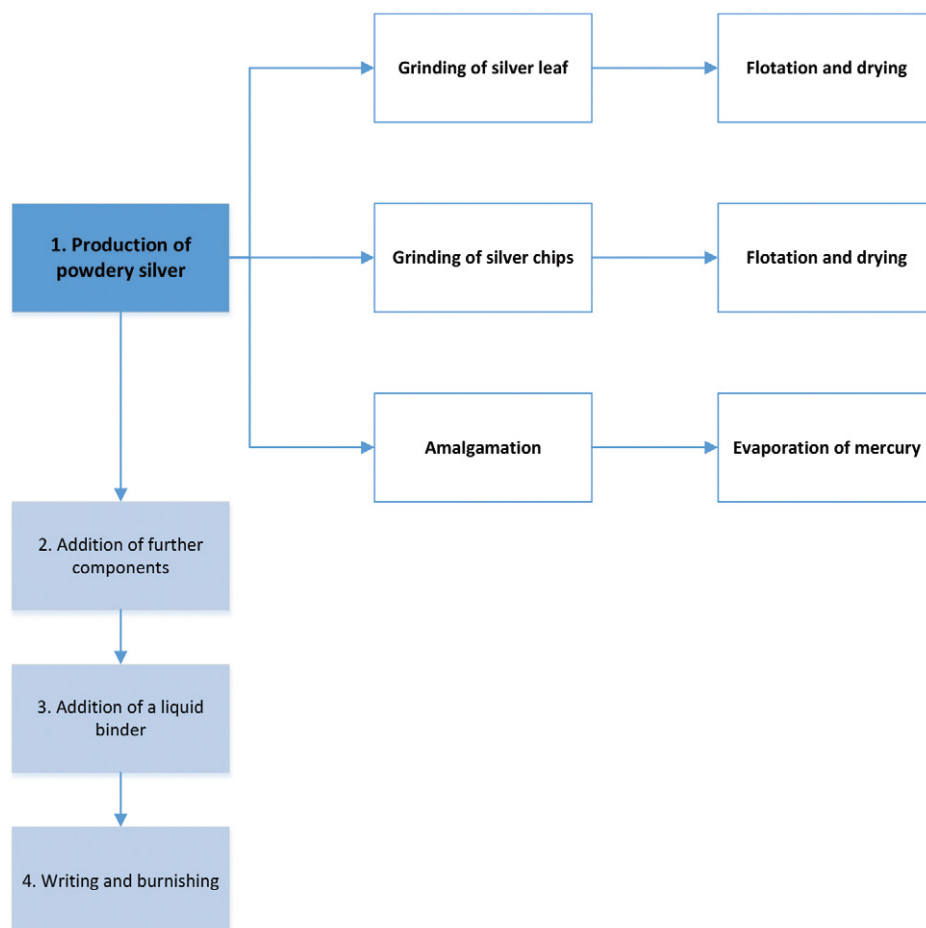 Grinding of silver leaf
Flotation and drying
1. Production of
powdery silver
Grinding of silver chips
Flotation and drying
Amalgamation
Evaporation of mercury
2. Addition of further
components
3. Addition of a liquid
binder
4. Writing and burnishing